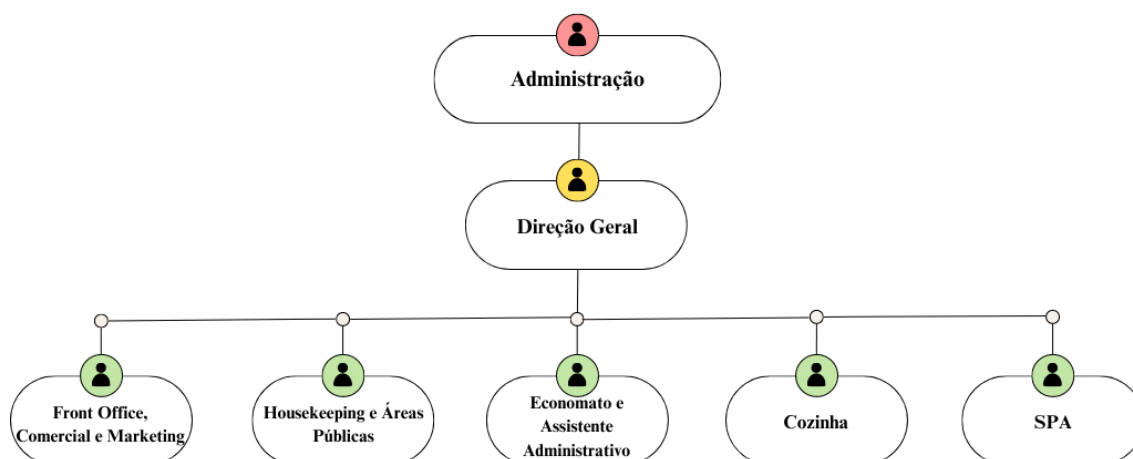 Administração
Direção Geral
Front Office,
Comercial e Marketing
Housekeeping e Áreas
Públicas
Economato e
Assistente
Administrativo
Cozinha
SPA